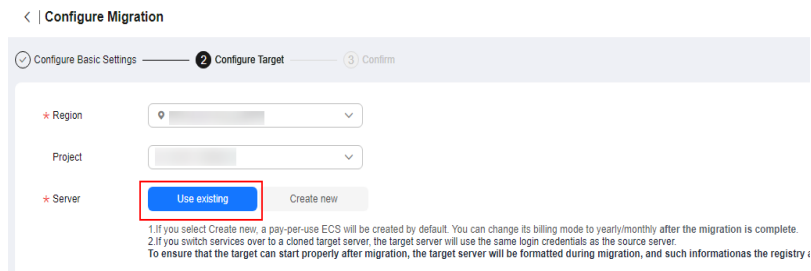 < | Configure Migration
Configure Basic Settings 2 Configure Target 3 Confirm
* Region
Project
* Server Use existing Create new
1.If you select Create new, a pay-per-use ECS will be created by default. You can change its billing mode to yearly/monthly after the migration is complete.
2.If you switch services over to a cloned target server, the target server will use the same login credentials as the source server.
To ensure that the target can start properly after migration, the target server will be formatted during migration, and such informationas the registry a